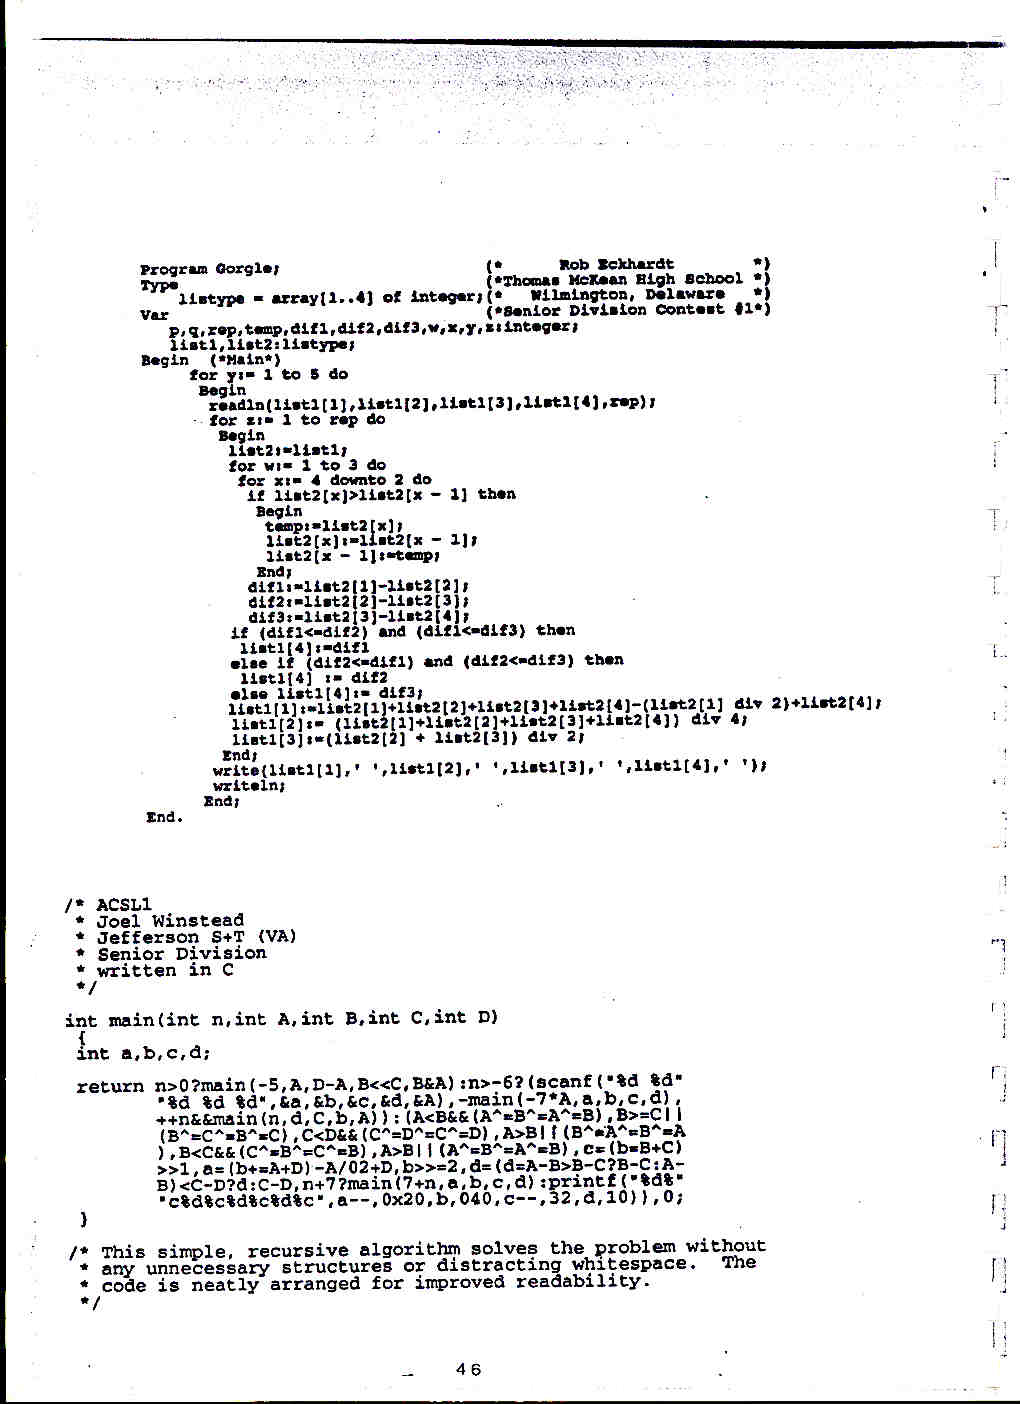 Program Gorgle;                    (*       Rob Eckhardt        *)
Type                               (*Thomas McKean High School *)
    listype = array[1..4] of integer;(*   Wilmington, Delaware   *)
Var                                (*Senior Division Contest #1*)
   p,q,rep,temp,dif1,dif2,dif3,w,x,y,z:integer;
   list1,list2:listype;
Begin  (*Main*)
     for y:= 1 to 5 do
      Begin
       readln(list1[1],list1[2],list1[3],list1[4],rep);
       for z:= 1 to rep do
        Begin
         list2:=list1;
         for w:= 1 to 3 do
          for x:= 4 downto 2 do
           if list2[x]>list2[x - 1] then
            Begin
             temp:=list2[x];
             list2[x]:=list2[x - 1];
             list2[x - 1]:=temp;
            End;
           dif1:=list2[1]-list2[2];
           dif2:=list2[2]-list2[3];
           dif3:=list2[3]-list2[4];
         if (dif1<=dif2) and (dif1<=dif3) then
          list1[4]:=dif1
         else if (dif2<=dif1) and (dif2<=dif3) then
          list1[4] := dif2
         else list1[4]:= dif3;
         list1[1]:=list2[1]+list2[2]+list2[3]+list2[4]-(list2[1] div 2)+list2[4];
         list1[2]:= (list2[1]+list2[2]+list2[3]+list2[4]) div 4;
         list1[3]:=(list2[2] + list2[3]) div 2;
        End;
       write(list1[1],' ',list1[2],' ',list1[3],' ',list1[4],' ');
       writeln;
      End;
End.
/* ACSL1
 * Joel Winstead
 * Jefferson S+T (VA)
 * Senior Division
 * written in C
 */
int main(int n,int A,int B,int C,int D)
 {
 int a,b,c,d;
 return n>0?main(-5,A,D-A,B<<C,B&A):n>-6?(scanf("%d %d"
        "%d %d %d",&a,&b,&c,&d,&A),-main(-7*A,a,b,c,d),
        ++n&&main(n,d,C,b,A)):(A<B&&(A^=B^=A^=B),B>=C||
        (B^=C^=B^=C),C<D&&(C^=D^=C^=D),A>B||(B^=A^=B^=A
        ),B<C&&(C^=B^=C^=B),A>B||(A^=B^=A^=B),c=(b=B+C)
        >>1,a=(b+=A+D)-A/02+D,b>>=2,d=(d=A-B>B-C?B-C:A-
        B)<C-D?d:C-D,n+7?main(7+n,a,b,c,d):printf("%d%"
        "c%d%c%d%c%d%c",a--,0x20,b,040,c--,32,d,10)),0;
 }
/* This simple, recursive algorithm solves the problem without
 * any unnecessary structures or distracting whitespace.  The
 * code is neatly arranged for improved readability.
 */
46